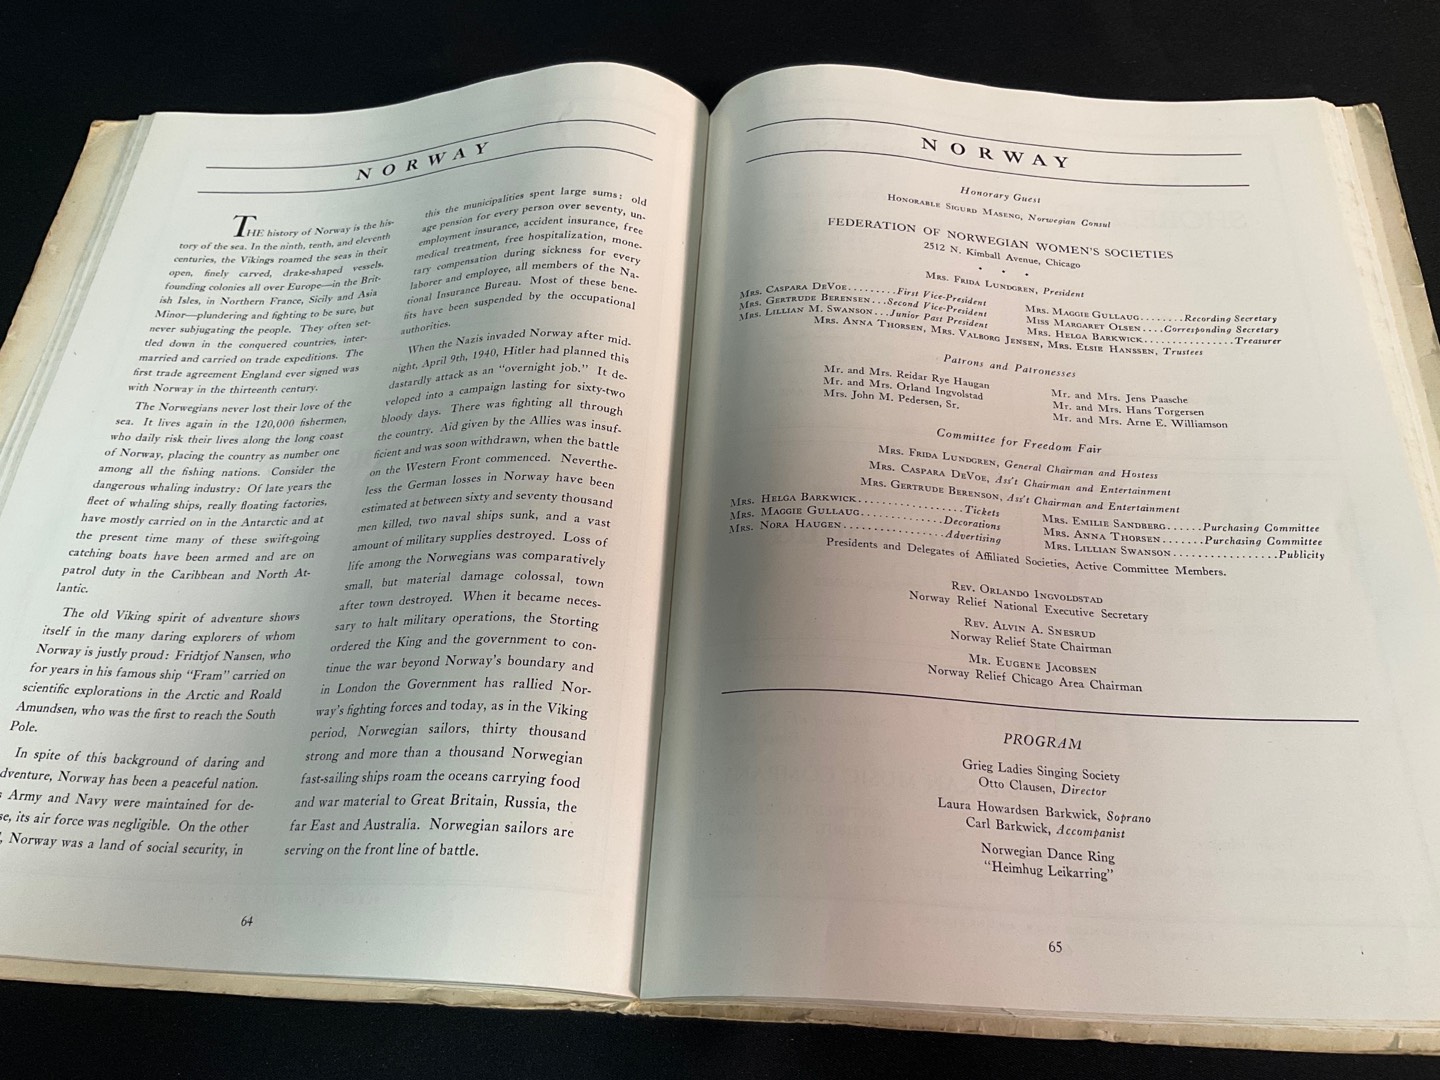 NORWAY
THE history of Norway is the his-
tory of the sea. In the ninth, tenth, and eleventh
centuries, the Vikings roamed the seas in their
open, finely carved, drake-shaped vessels,
founding colonies all over Europe—in the Brit-
ish Isles, in Northern France, Sicily and Asia
Minor—plundering and fighting to be sure, but
never subjugating the people. They often set-
tled down in the conquered countries, inter-
married and carried on trade expeditions. The
first trade agreement England ever signed was
with Norway in the thirteenth century.
The Norwegians never lost their love of the
sea. It lives again in the 120,000 fishermen,
who daily risk their lives along the long coast
of Norway, placing the country as number one
among all the fishing nations. Consider the
dangerous whaling industry: Of late years the
fleet of whaling ships, really floating factories,
have mostly carried on in the Antarctic and at
the present time many of these swift-going
catching boats have been armed and are on
patrol duty in the Caribbean and North At-
lantic.
The old Viking spirit of adventure shows
itself in the many daring explorers of whom
Norway is justly proud: Fridtjof Nansen, who
for years in his famous ship "Fram" carried on
scientific explorations in the Arctic and Roald
Amundsen, who was the first to reach the South
Pole.
In spite of this background of daring and
dventure, Norway has been a peaceful nation.
s Army and Navy were maintained for de-
se, its air force was negligible. On the other
, Norway was a land of social security, in
this the municipalities spent large sums: old
age pension for every person over seventy, un-
employment insurance, accident insurance, free
medical treatment, free hospitalization, mone-
tary compensation during sickness for every
laborer and employee, all members of the Na-
tional Insurance Bureau. Most of these bene-
fits have been suspended by the occupational
authorities.
When the Nazis invaded Norway after mid-
night, April 9th, 1940, Hitler had planned this
dastardly attack as an "overnight job." It de-
veloped into a campaign lasting for sixty-two
bloody days. There was fighting all through
the country. Aid given by the Allies was insuf-
ficient and was soon withdrawn, when the battle
on the Western Front commenced. Neverthe-
less the German losses in Norway have been
estimated at between sixty and seventy thousand
men killed, two naval ships sunk, and a vast
amount of military supplies destroyed. Loss of
life among the Norwegians was comparatively
small, but material damage colossal, town
after town destroyed. When it became neces-
sary to halt military operations, the Storting
ordered the King and the government to con-
tinue the war beyond Norway's boundary and
in London the Government has rallied Nor-
way's fighting forces and today, as in the Viking
period, Norwegian sailors, thirty thousand
strong and more than a thousand Norwegian
fast-sailing ships roam the oceans carrying food
and war material to Great Britain, Russia, the
far East and Australia. Norwegian sailors are
serving on the front line of battle.
64
NORWAY
Honorary Guest
HONORABLE SIGURD MASENG, Norwegian Consul
FEDERATION OF NORWEGIAN WOMEN'S SOCIETIES
2512 N. Kimball Avenue, Chicago
. . .
MRS. FRIDA LUNDGREN, President
MRS. CASPARA DEVOE.........First Vice-President
MRS. GERTRUDE BERENSEN...Second Vice-President
MRS. LILLIAN M. SWANSON...Junior Past President
MRS. MAGGIE GULLAUG........Recording Secretary
MISS MARGARET OLSEN....Corresponding Secretary
MRS. HELGA BARKWICK................Treasurer
MRS. ANNA THORSEN, MRS. VALBORG JENSEN, MRS. ELSIE HANSSEN, Trustees
Patrons and Patronesses
Mr. and Mrs. Reidar Rye Haugan
Mr. and Mrs. Orland Ingvolstad
Mrs. John M. Pedersen, Sr.
Mr. and Mrs. Jens Paasche
Mr. and Mrs. Hans Torgersen
Mr. and Mrs. Arne E. Williamson
Committee for Freedom Fair
MRS. FRIDA LUNDGREN, General Chairman and Hostess
MRS. CASPARA DEVOE, Ass't Chairman and Entertainment
MRS. GERTRUDE BERENSON, Ass't Chairman and Entertainment
MRS. HELGA BARKWICK.................Tickets
MRS. MAGGIE GULLAUG.............Decorations
MRS. NORA HAUGEN................Advertising
MRS. EMILIE SANDBERG......Purchasing Committee
MRS. ANNA THORSEN.......Purchasing Committee
MRS. LILLIAN SWANSON.................Publicity
Presidents and Delegates of Affiliated Societies, Active Committee Members.
REV. ORLANDO INGVOLDSTAD
Norway Relief National Executive Secretary
REV. ALVIN A. SNESRUD
Norway Relief State Chairman
MR. EUGENE JACOBSEN
Norway Relief Chicago Area Chairman
PROGRAM
Grieg Ladies Singing Society
Otto Clausen, Director
Laura Howardsen Barkwick, Soprano
Carl Barkwick, Accompanist
Norwegian Dance Ring
"Heimhug Leikarring"
65